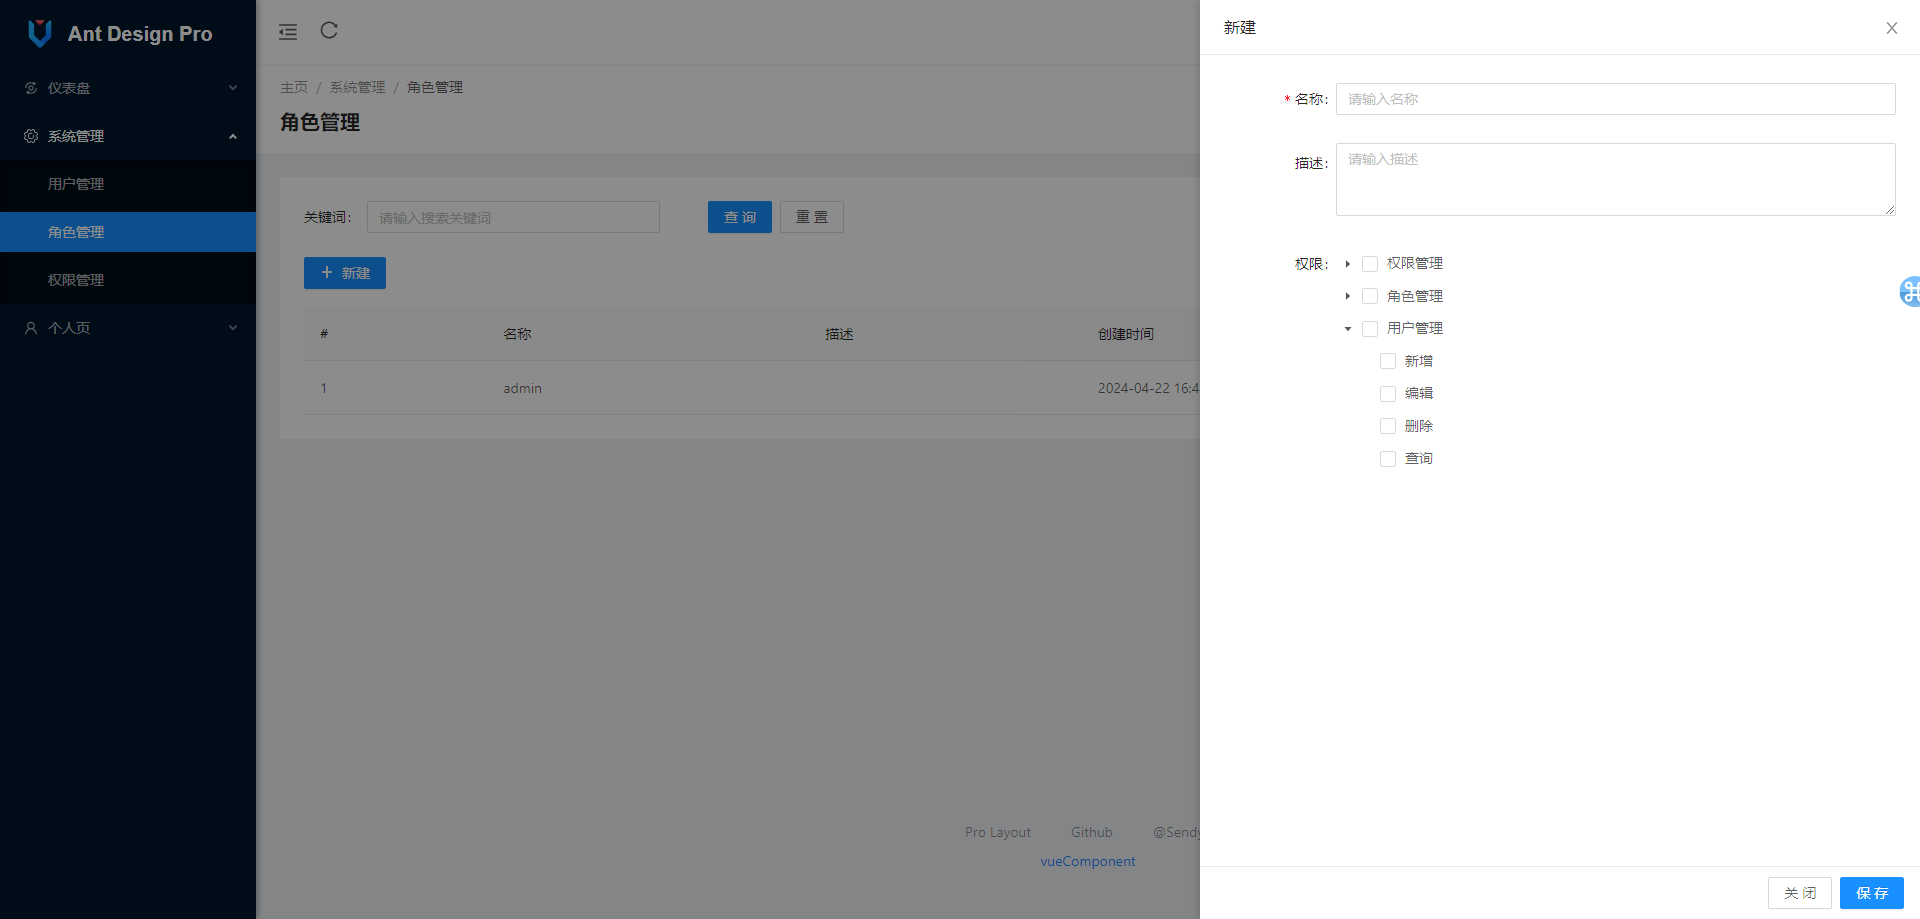 Ant Design Pro
仪表盘
系统管理
用户管理
角色管理
权限管理
个人页
主页 / 系统管理 / 角色管理
角色管理
关键词: 请输入搜索关键词 查 询 重 置
+ 新建
# 名称 描述 创建时间
1 admin 2024-04-22 16:4
Pro Layout Github @Sendy
vueComponent
新建
* 名称: 请输入名称
描述: 请输入描述
权限: 权限管理
角色管理
用户管理
新增
编辑
删除
查询
关 闭 保 存